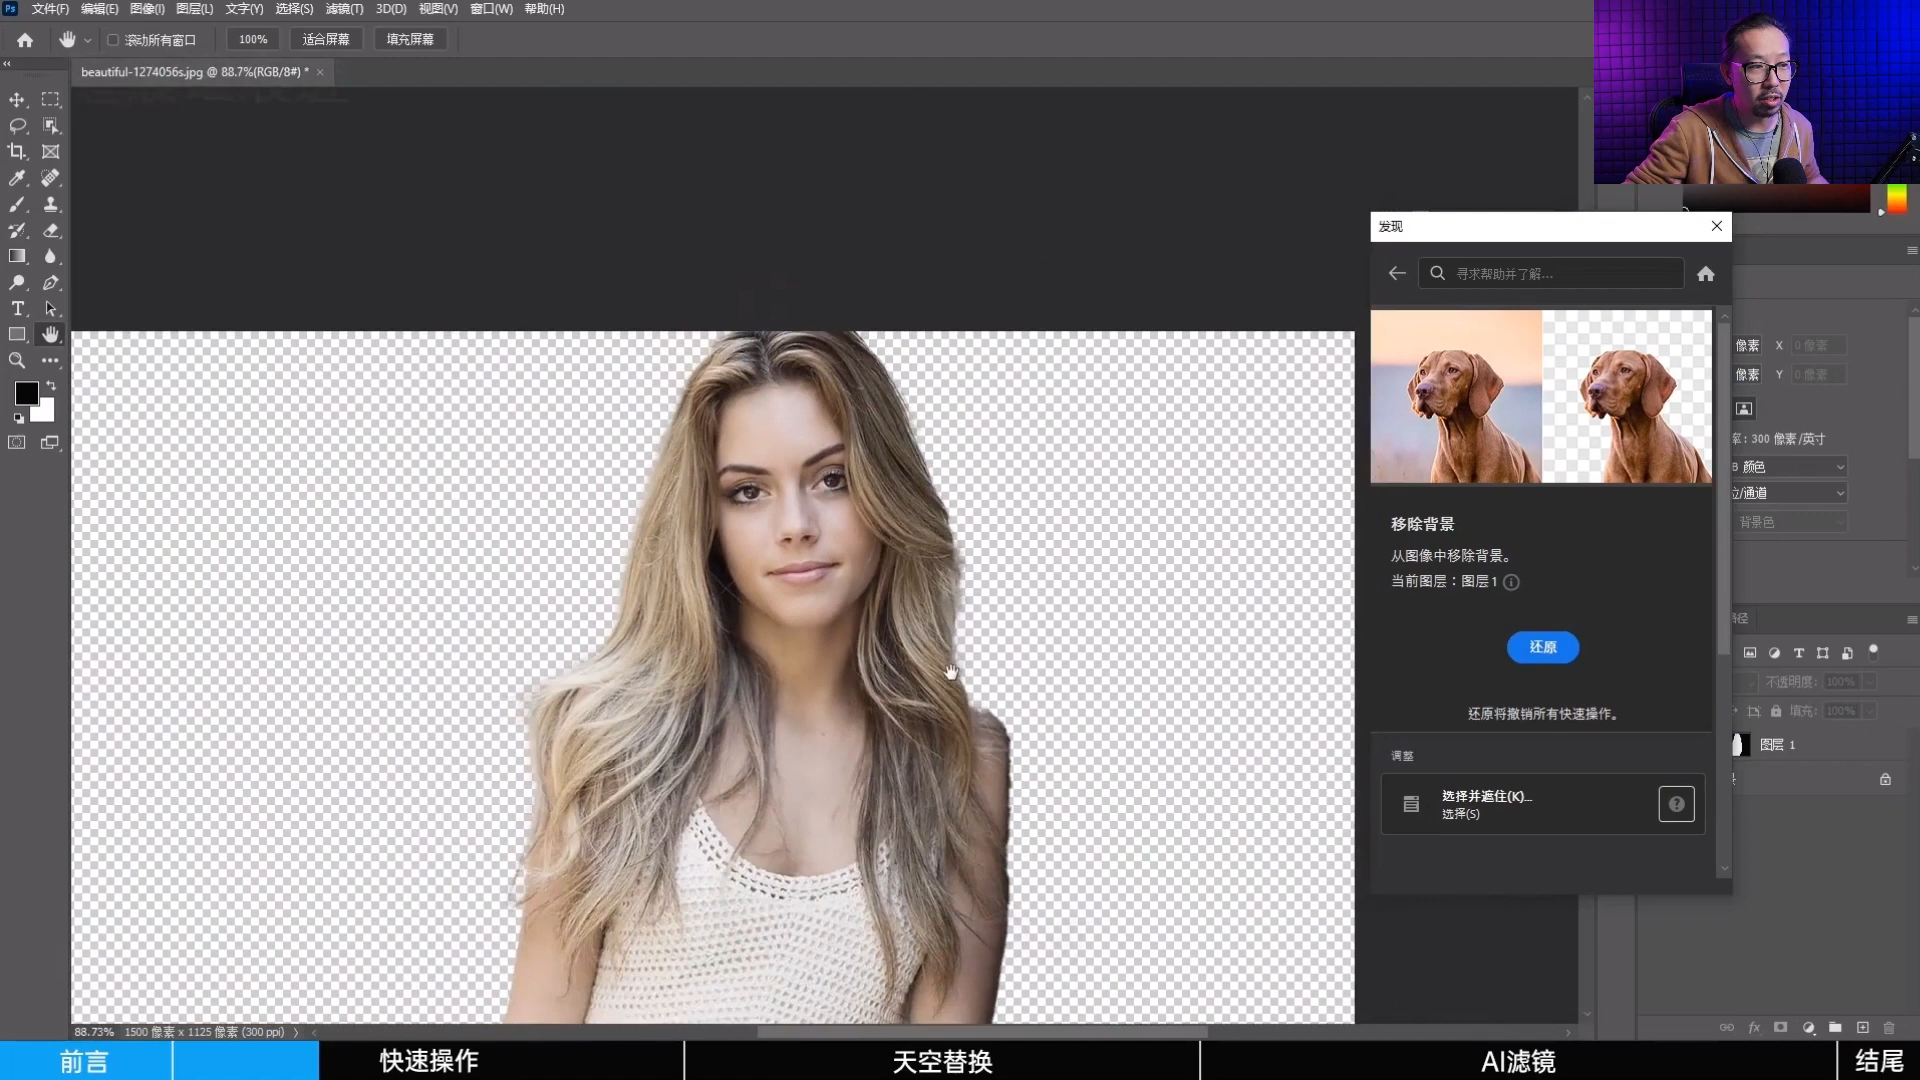 Ps 文件(F) 编辑(E) 图像(I) 图层(L) 文字(Y) 选择(S) 滤镜(T) 3D(D) 视图(V) 窗口(W) 帮助(H)
滚动所有窗口 100% 适合屏幕 填充屏幕
beautiful-1274056s.jpg @ 88.7%(RGB/8#) * ×
发现
寻求帮助并了解...
像素 X 0 像素
像素 Y 0 像素
率：300 像素/英寸
B 颜色
位/通道
背景色
移除背景
从图像中移除背景。
当前图层：图层1
还原
还原将撤销所有快速操作。
调整
选择并遮住(K)...
选择(S)
路径
不透明度: 100%
填充: 100%
图层 1
fx
88.73% 1500 像素 x 1125 像素 (300 ppi)
前言 快速操作 天空替换 AI滤镜 结尾